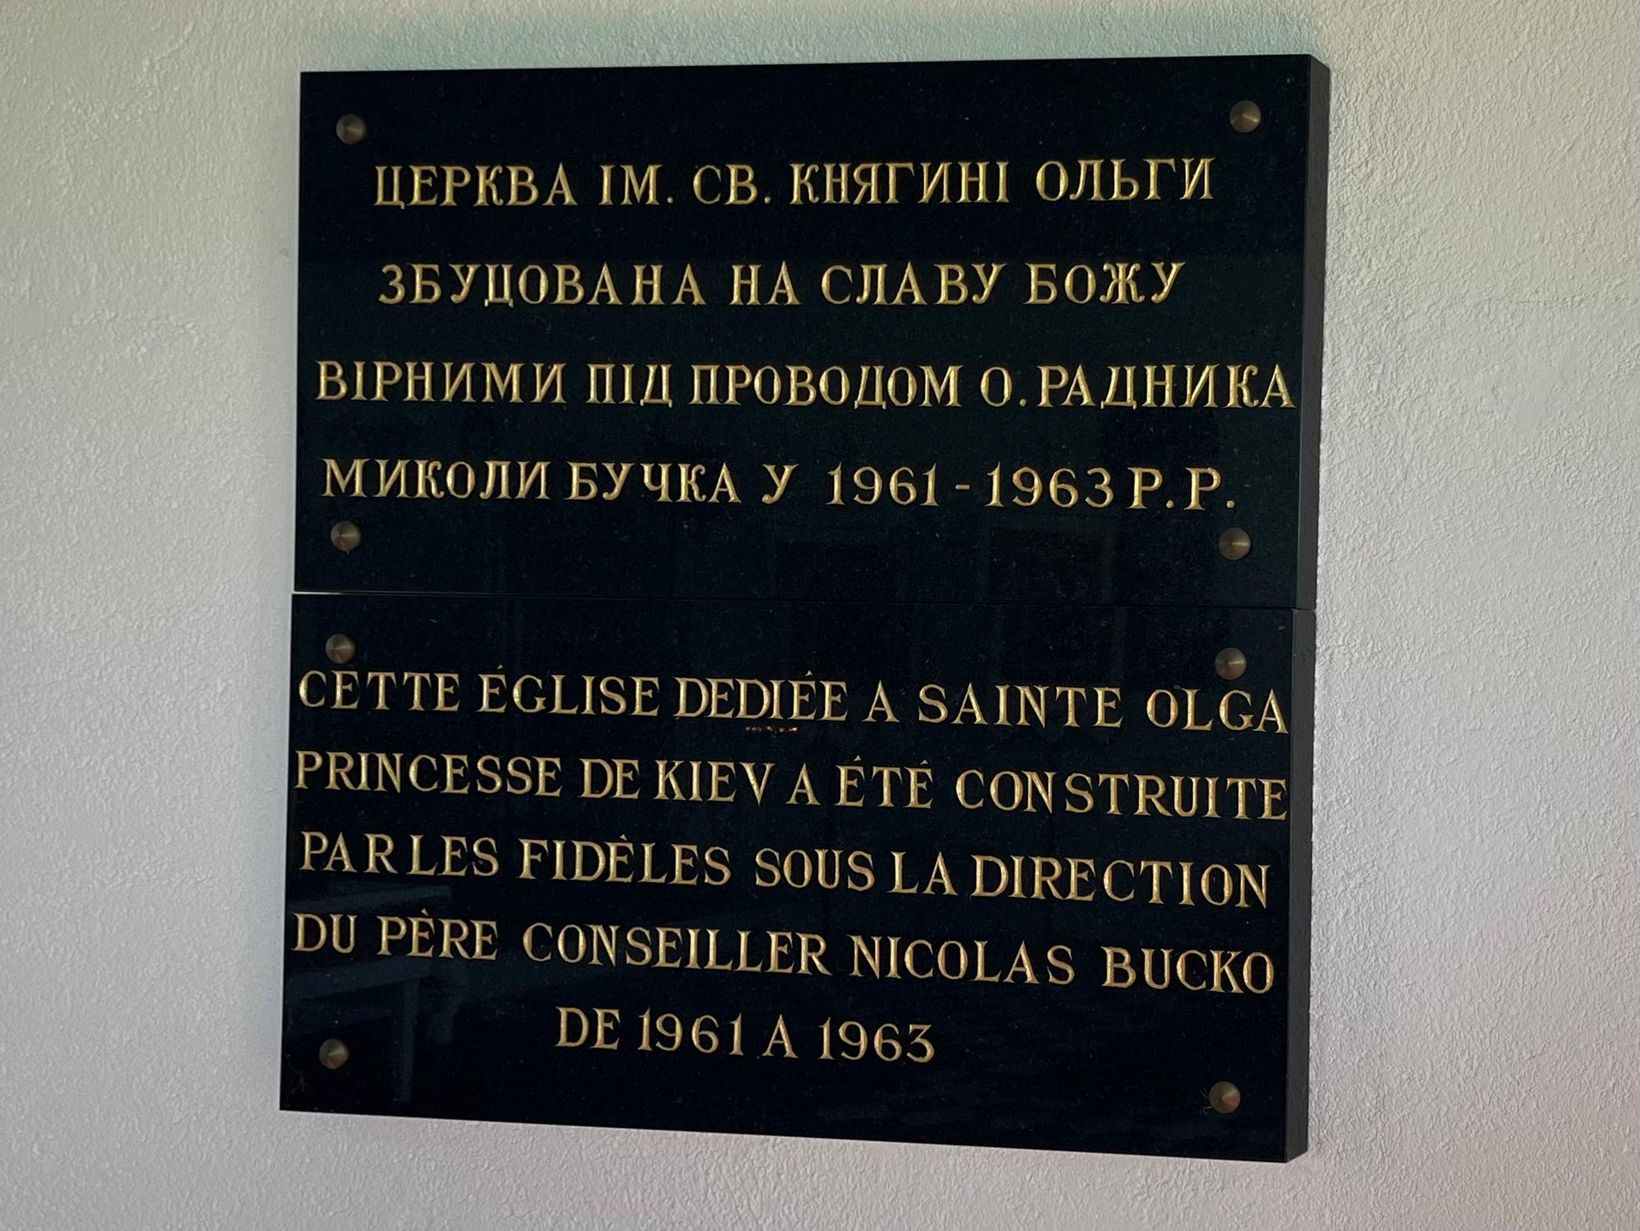 ЦЕРКВА ІМ. СВ. КНЯГИНІ ОЛЬГИ
ЗБУЦОВАНА НА СЛАВУ БОЖУ
ВІРНИМИ ПІД ПРОВОДОМ О. РАДНИКА
МИКОЛИ БУЧКА У 1961 - 1963 Р.Р.
CETTE ÉGLISE DEDIÉE A SAINTE OLGA
PRINCESSE DE KIEV A ÉTÉ CONSTRUITE
PAR LES FIDÈLES SOUS LA DIRECTION
DU PÈRE CONSEILLER NICOLAS BUCKO
DE 1961 A 1963